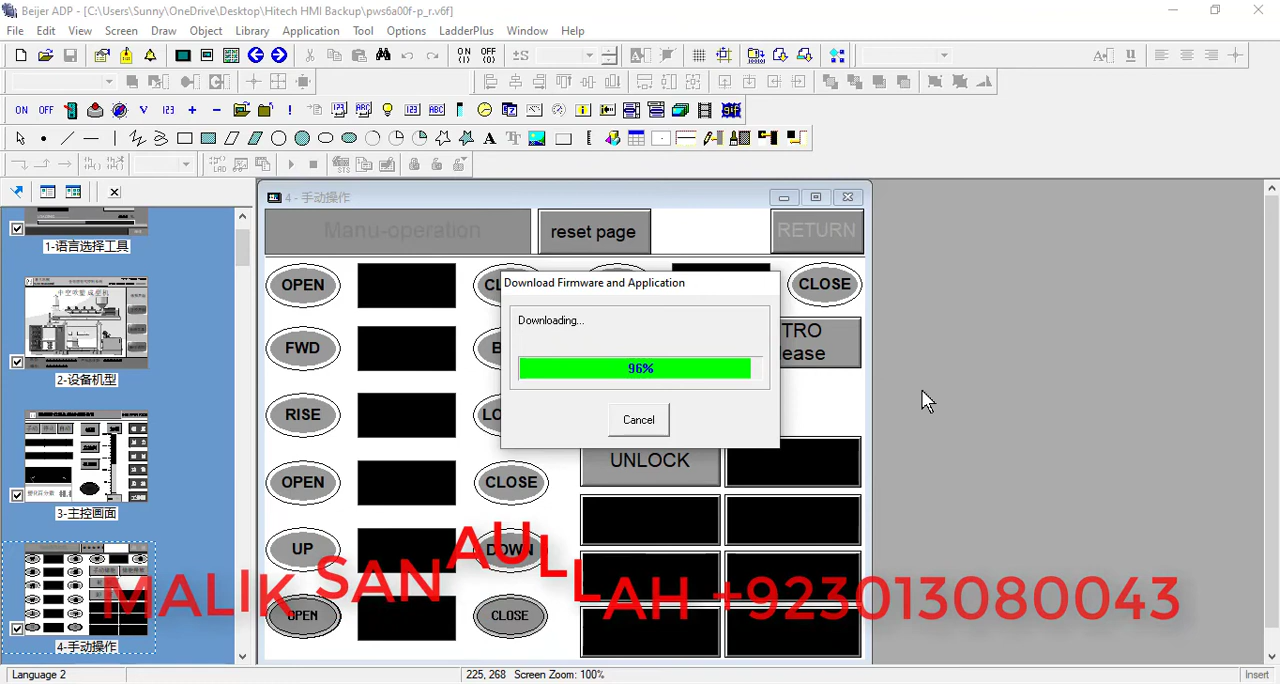 Beijer ADP - [C:\Users\Sunny\OneDrive\Desktop\Hitech HMI Backup\pws6a00f-p_r.v6f]
File Edit View Screen Draw Object Library Application Tool Options LadderPlus Window Help
ON OFF
1-语言选择工具
2-设备机型
3-主控画面
4-手动操作
4 - 手动操作
Manu-operation reset page RETURN
OPEN CLOSE
FWD
RISE
OPEN CLOSE
UP DOWN
OPEN CLOSE
UNLOCK
Download Firmware and Application
Downloading...
96%
Cancel
MALIK SANAULLAH +923013080043
Language 2 225, 268 Screen Zoom: 100% Insert